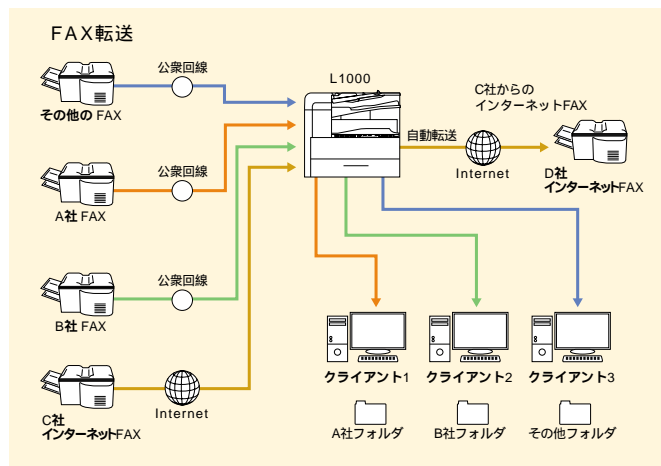 FAX転送
公衆回線
その他の FAX
公衆回線
A社 FAX
公衆回線
B社 FAX
Internet
C社
インターネットFAX
L1000
自動転送
C社からの
インターネットFAX
Internet
D社
インターネットFAX
クライアント1
クライアント2
クライアント3
A社フォルダ
B社フォルダ
その他フォルダ